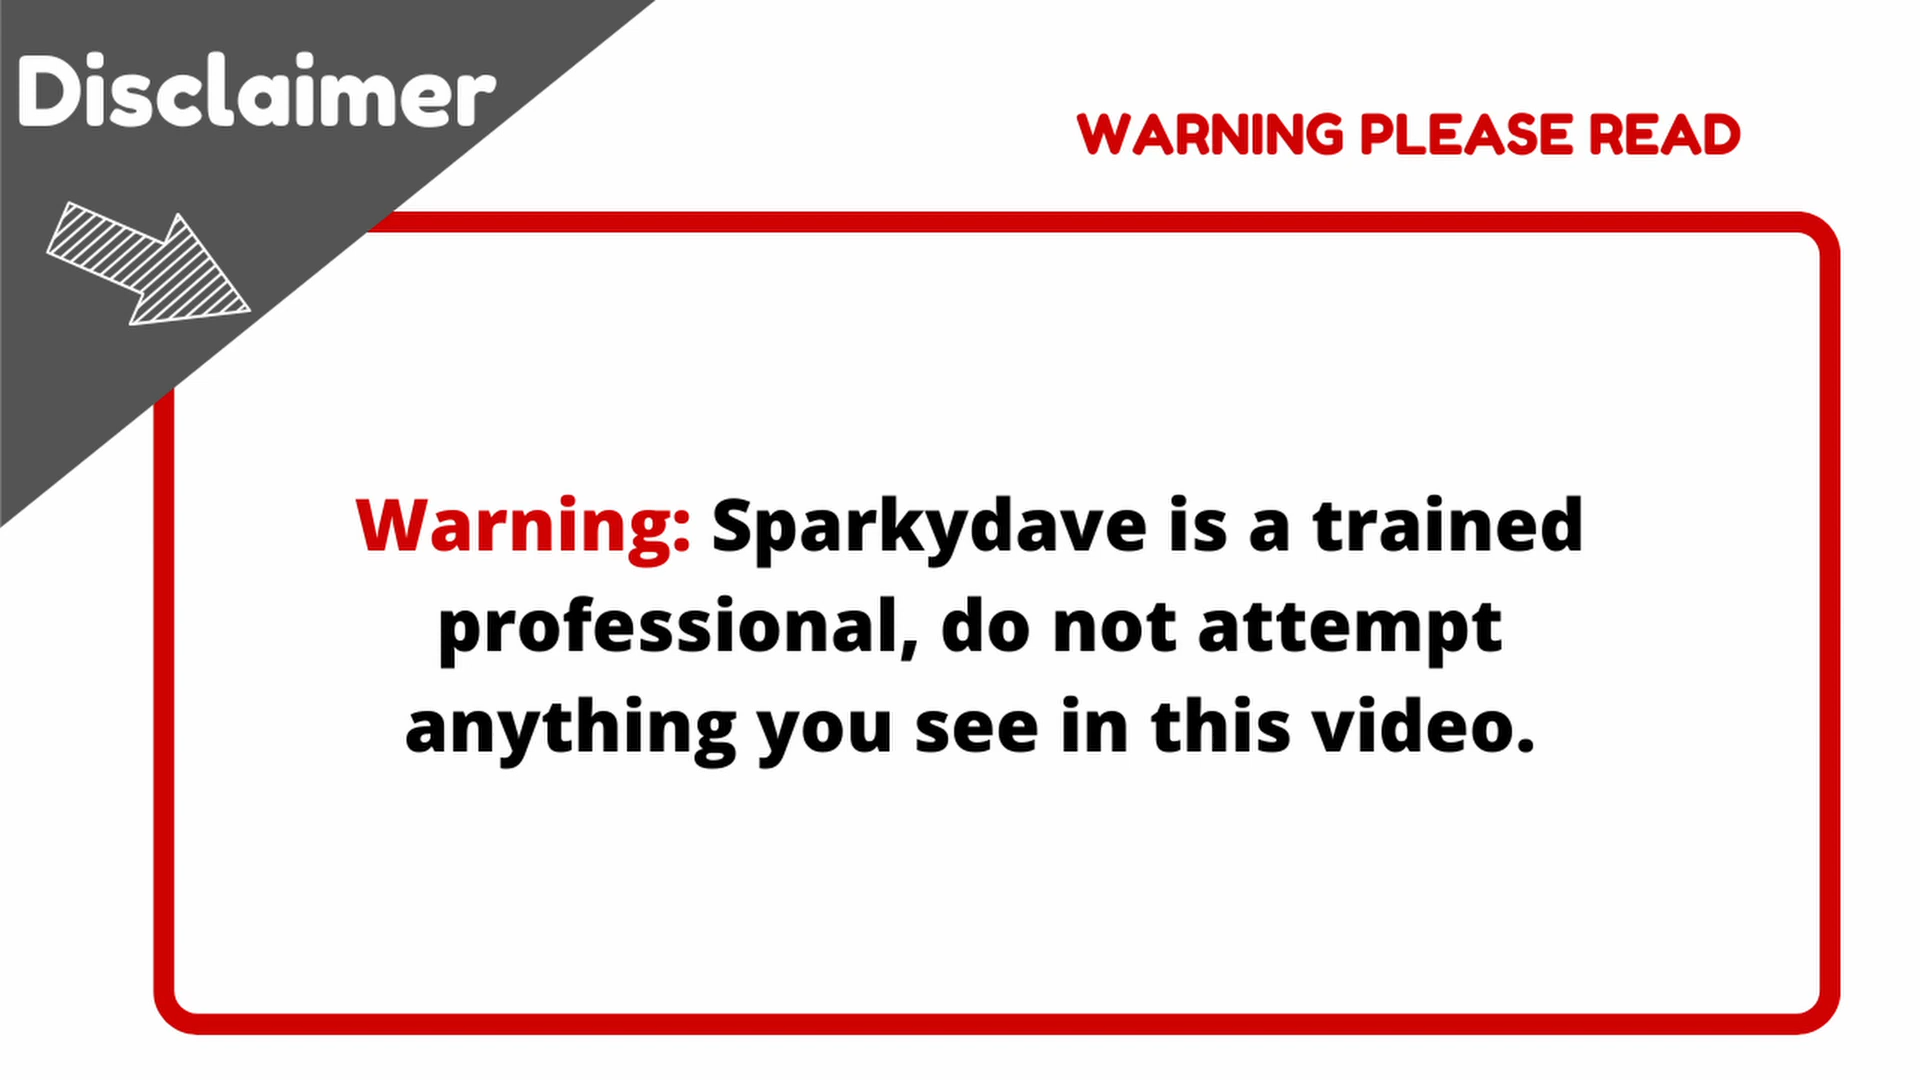 Disclaimer
WARNING PLEASE READ
Warning: Sparkydave is a trained
professional, do not attempt
anything you see in this video.